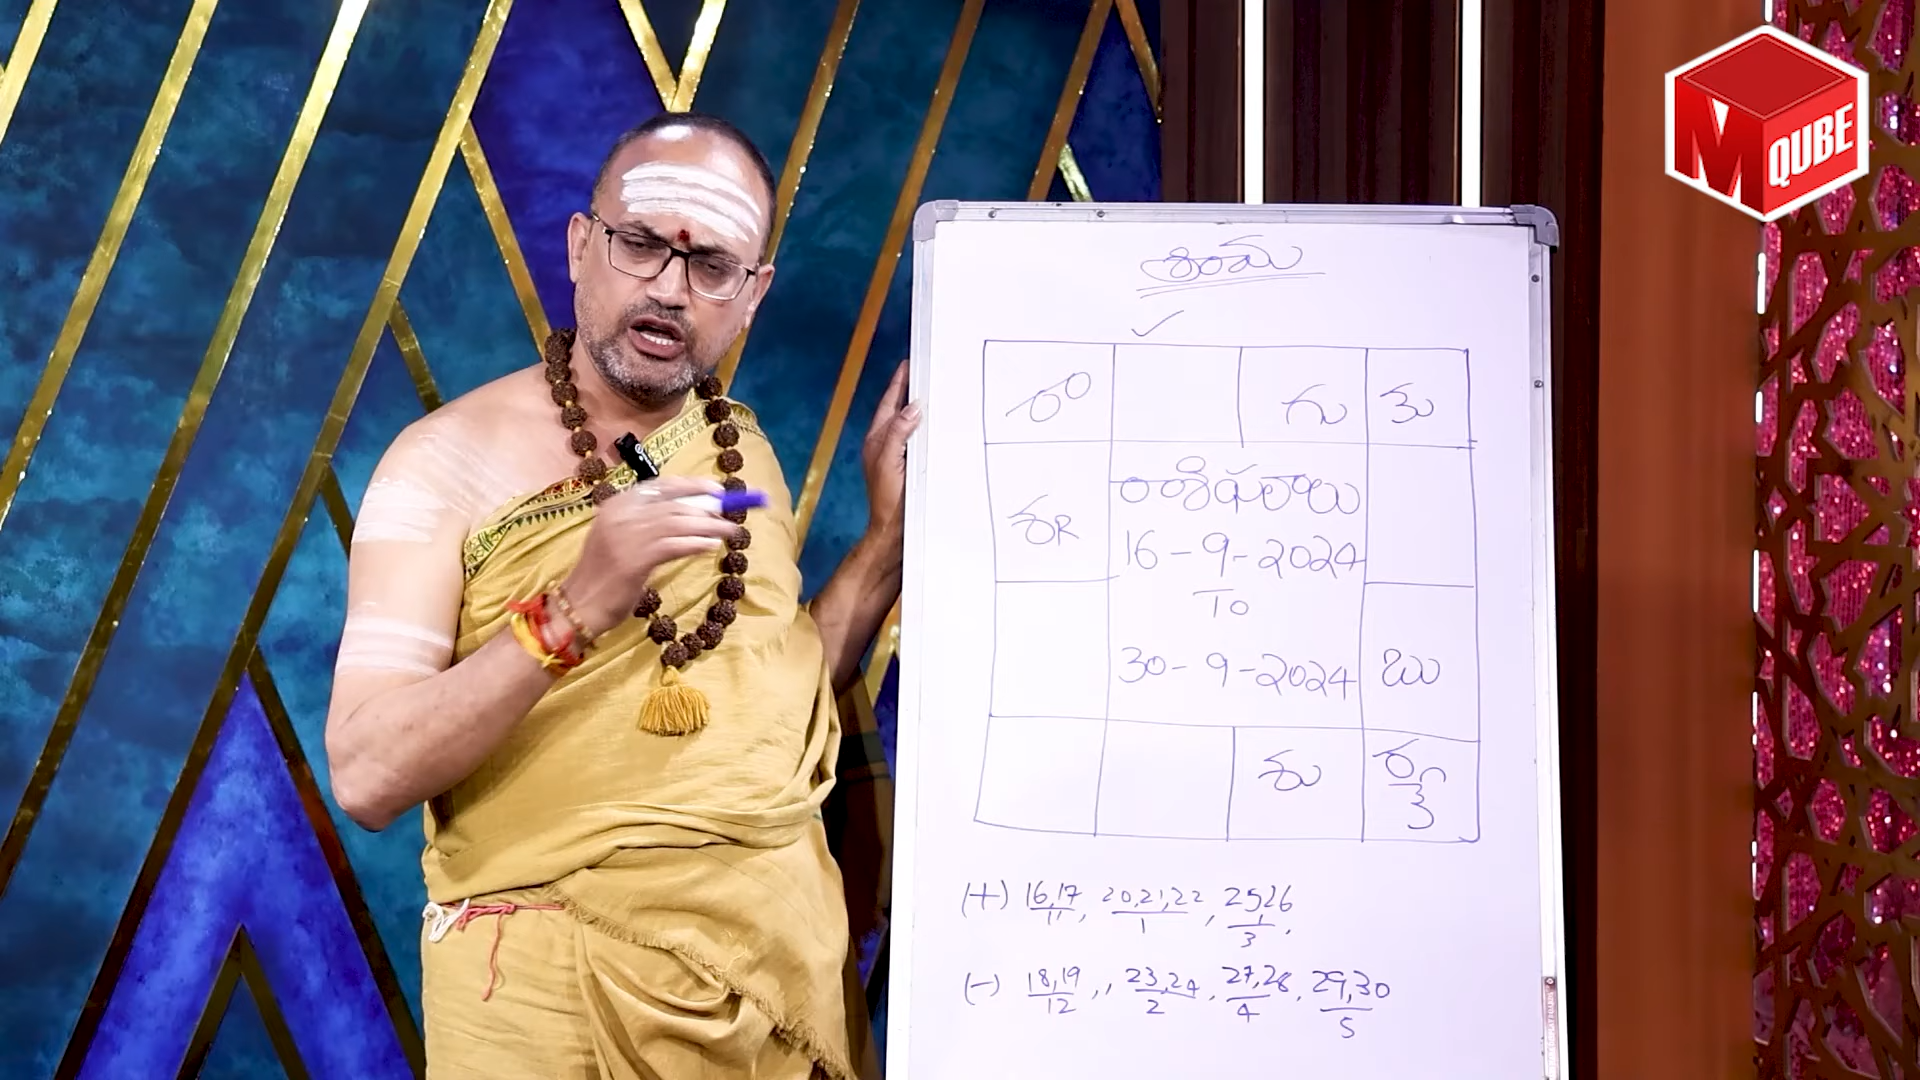 M QUBE
శ్రీరామ
రా గు కు
రాశిఫలాలు
శR 16-9-2024
To
30-9-2024 బు
శు ర
కే
(+) 16,17, 20,21,22, 25,26,
11 1 3
(-) 18,19,, 23,24, 27,28, 29,30
12 2 4 5